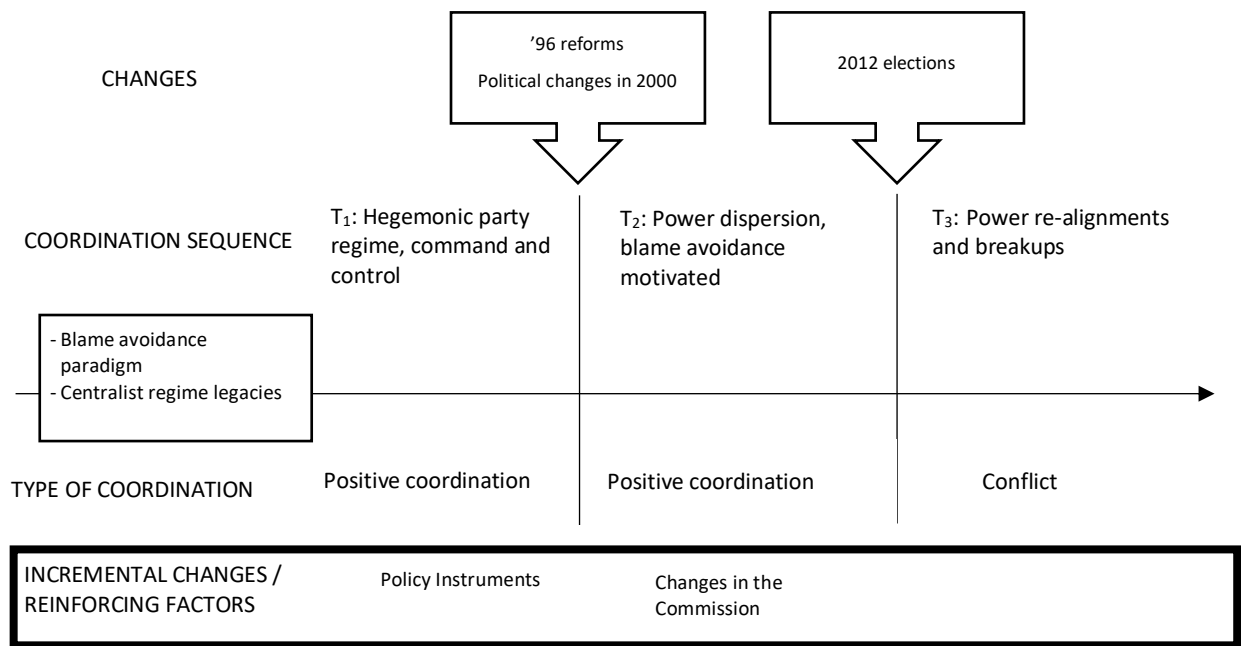 ’96 reforms
Political changes in 2000
2012 elections
CHANGES
T₁: Hegemonic party
regime, command and
control
T₂: Power dispersion,
blame avoidance
motivated
T₃: Power re-alignments
and breakups
COORDINATION SEQUENCE
- Blame avoidance
paradigm
- Centralist regime legacies
TYPE OF COORDINATION
Positive coordination
Positive coordination
Conflict
INCREMENTAL CHANGES /
REINFORCING FACTORS
Policy Instruments
Changes in the
Commission